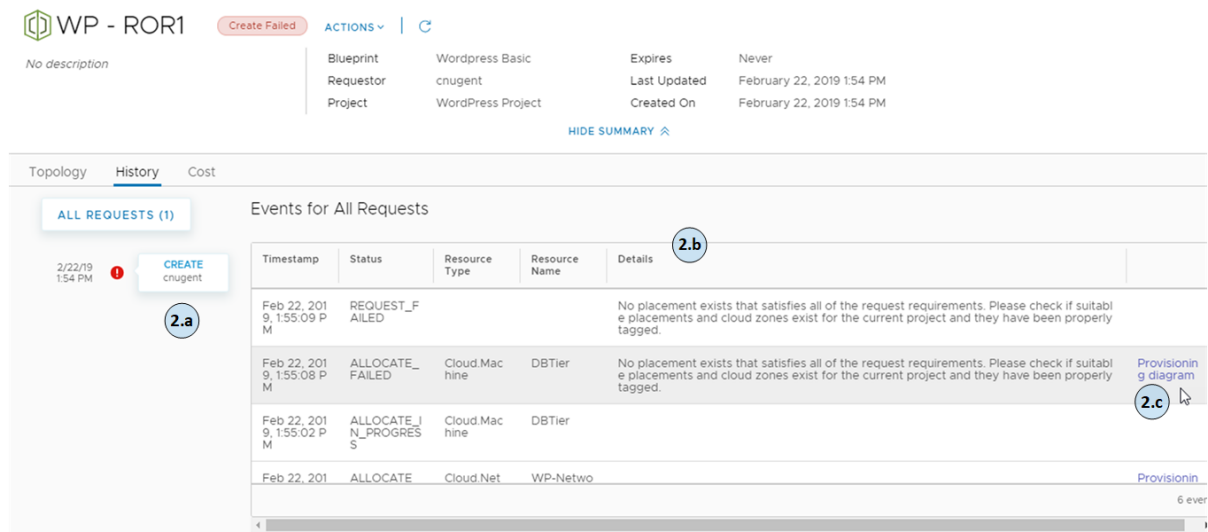 WP - ROR1 Create Failed ACTIONS
No description
Blueprint Wordpress Basic Expires Never
Requestor cnugent Last Updated February 22, 2019 1:54 PM
Project WordPress Project Created On February 22, 2019 1:54 PM
HIDE SUMMARY
Topology History Cost
ALL REQUESTS (1)
Events for All Requests
2/22/19
1:54 PM
CREATE
cnugent
2.a
2.b
Timestamp Status Resource Type Resource Name Details
Feb 22, 201
9, 1:55:09 P
M
REQUEST_F
AILED
No placement exists that satisfies all of the request requirements. Please check if suitabl
e placements and cloud zones exist for the current project and they have been properly
tagged.
Feb 22, 201
9, 1:55:08 P
M
ALLOCATE_
FAILED
Cloud.Mac
hine
DBTier
No placement exists that satisfies all of the request requirements. Please check if suitabl
e placements and cloud zones exist for the current project and they have been properly
tagged.
Provisionin
g diagram
2.c
Feb 22, 201
9, 1:55:02 P
M
ALLOCATE_I
N_PROGRES
S
Cloud.Mac
hine
DBTier
Feb 22, 201 ALLOCATE Cloud.Net WP-Netwo Provisionin
6 ever